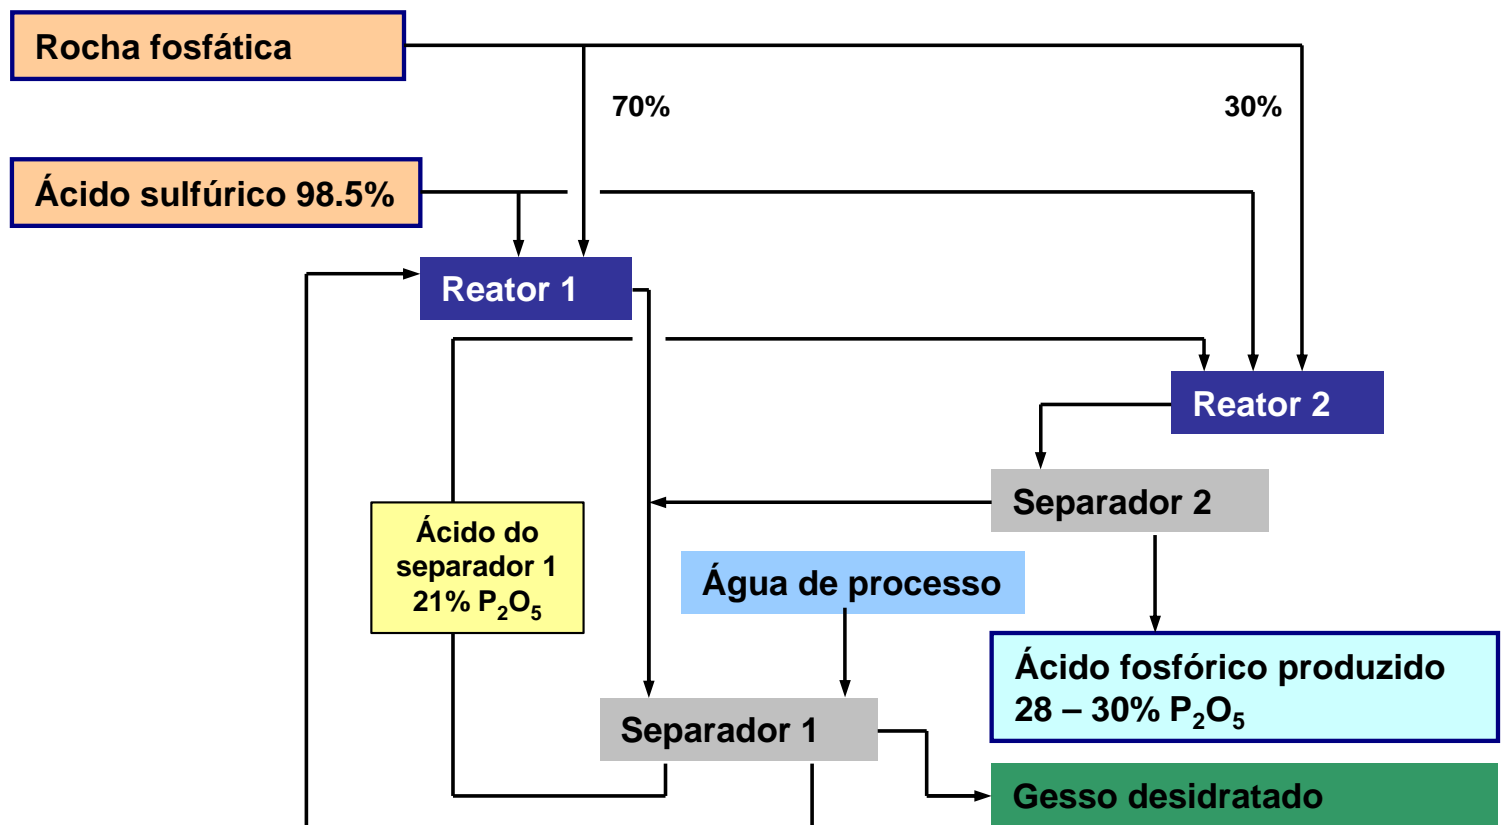 Rocha fosfática
70%
30%
Ácido sulfúrico 98.5%
Reator 1
Reator 2
Separador 2
Ácido do
separador 1
21% P₂O₅
Água de processo
Ácido fosfórico produzido
28 – 30% P₂O₅
Separador 1
Gesso desidratado